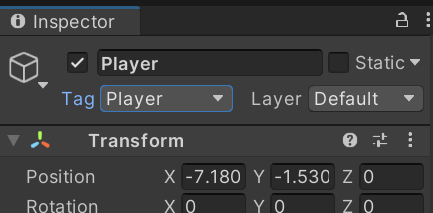 Inspector
Player Static
Tag Player Layer Default
Transform
Position X -7.180 Y -1.530 Z 0
Rotation X 0 Y 0 Z 0